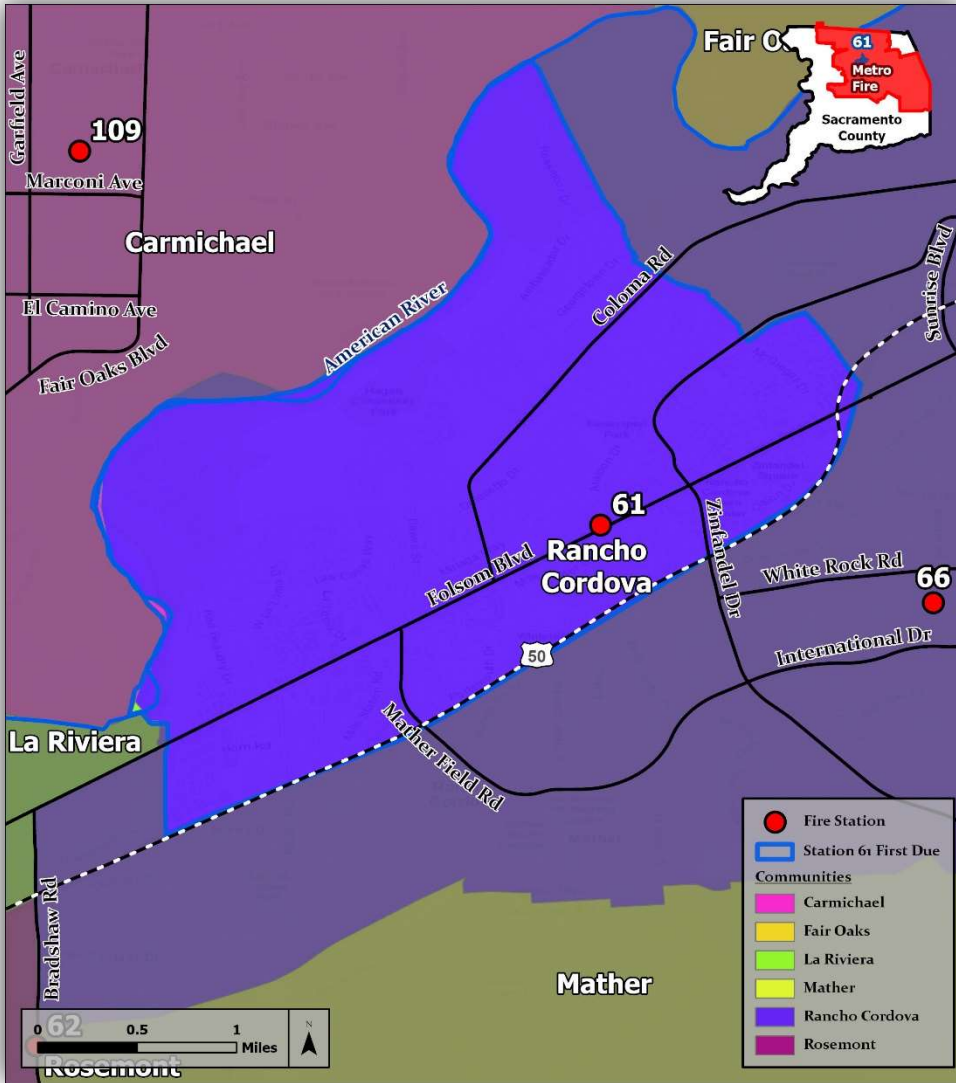 Fair O
61
Metro
Fire
Sacramento
County
Garfield Ave
109
Marconi Ave
Carmichael
El Camino Ave
Fair Oaks Blvd
American River
Coloma Rd
Sunrise Blvd
61
Rancho
Cordova
Folsom Blvd
Zinfandel Dr
White Rock Rd
66
International Dr
50
Mather Field Rd
La Riviera
Bradshaw Rd
Mather
62
Rosemont
0 0.5 1
Miles
N
Fire Station
Station 61 First Due
Communities
Carmichael
Fair Oaks
La Riviera
Mather
Rancho Cordova
Rosemont